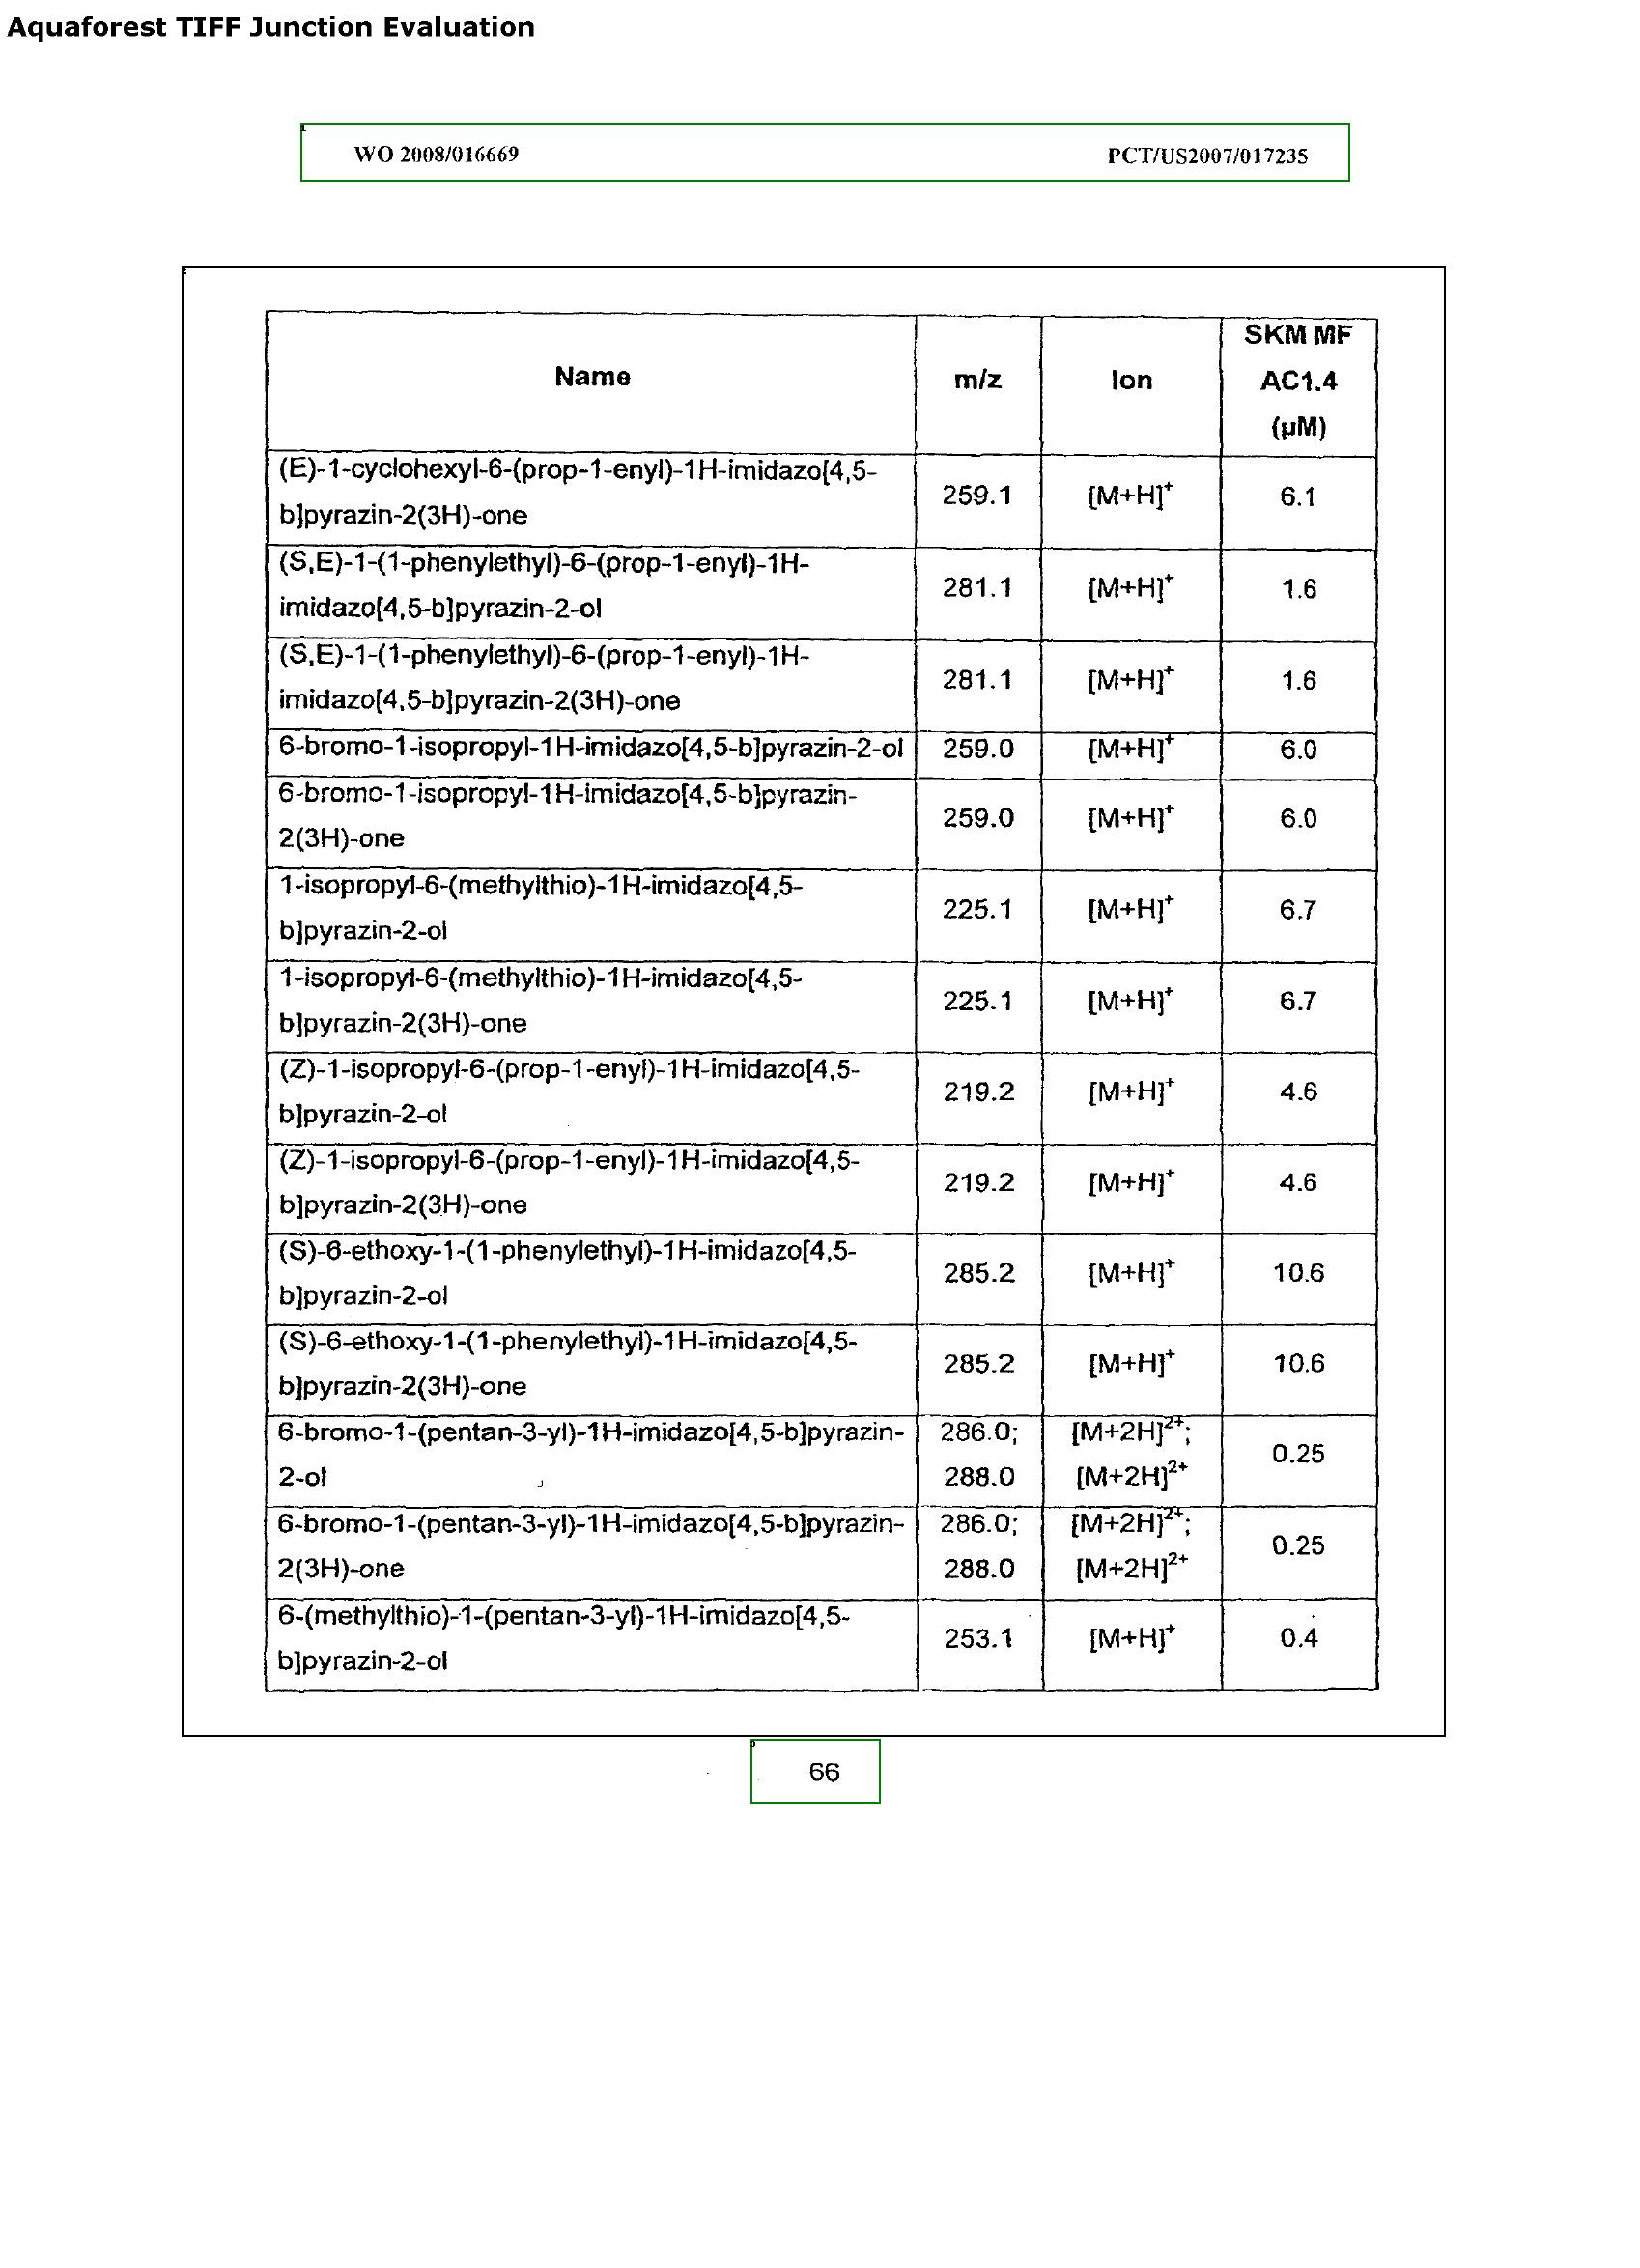 Aquaforest TIFF Junction Evaluation
WO 2008/016669 PCT/US2007/017235
Name m/z Ion SKM MF AC1.4 (µM)
(E)-1-cyclohexyl-6-(prop-1-enyl)-1H-imidazo[4,5-
b]pyrazin-2(3H)-one 259.1 [M+H]+ 6.1
(S,E)-1-(1-phenylethyl)-6-(prop-1-enyl)-1H-
imidazo[4,5-b]pyrazin-2-ol 281.1 [M+H]+ 1.6
(S,E)-1-(1-phenylethyl)-6-(prop-1-enyl)-1H-
imidazo[4,5-b]pyrazin-2(3H)-one 281.1 [M+H]+ 1.6
6-bromo-1-isopropyl-1H-imidazo[4,5-b]pyrazin-2-ol 259.0 [M+H]+ 6.0
6-bromo-1-isopropyl-1H-imidazo[4,5-b]pyrazin-
2(3H)-one 259.0 [M+H]+ 6.0
1-isopropyl-6-(methylthio)-1H-imidazo[4,5-
b]pyrazin-2-ol 225.1 [M+H]+ 6.7
1-isopropyl-6-(methylthio)-1H-imidazo[4,5-
b]pyrazin-2(3H)-one 225.1 [M+H]+ 6.7
(Z)-1-isopropyl-6-(prop-1-enyl)-1H-imidazo[4,5-
b]pyrazin-2-ol 219.2 [M+H]+ 4.6
(Z)-1-isopropyl-6-(prop-1-enyl)-1H-imidazo[4,5-
b]pyrazin-2(3H)-one 219.2 [M+H]+ 4.6
(S)-6-ethoxy-1-(1-phenylethyl)-1H-imidazo[4,5-
b]pyrazin-2-ol 285.2 [M+H]+ 10.6
(S)-6-ethoxy-1-(1-phenylethyl)-1H-imidazo[4,5-
b]pyrazin-2(3H)-one 285.2 [M+H]+ 10.6
6-bromo-1-(pentan-3-yl)-1H-imidazo[4,5-b]pyrazin- 286.0; [M+2H]2+;
2-ol 288.0 [M+2H]2+ 0.25
6-bromo-1-(pentan-3-yl)-1H-imidazo[4,5-b]pyrazin- 286.0; [M+2H]2+;
2(3H)-one 288.0 [M+2H]2+ 0.25
6-(methylthio)-1-(pentan-3-yl)-1H-imidazo[4,5-
b]pyrazin-2-ol 253.1 [M+H]+ 0.4
66